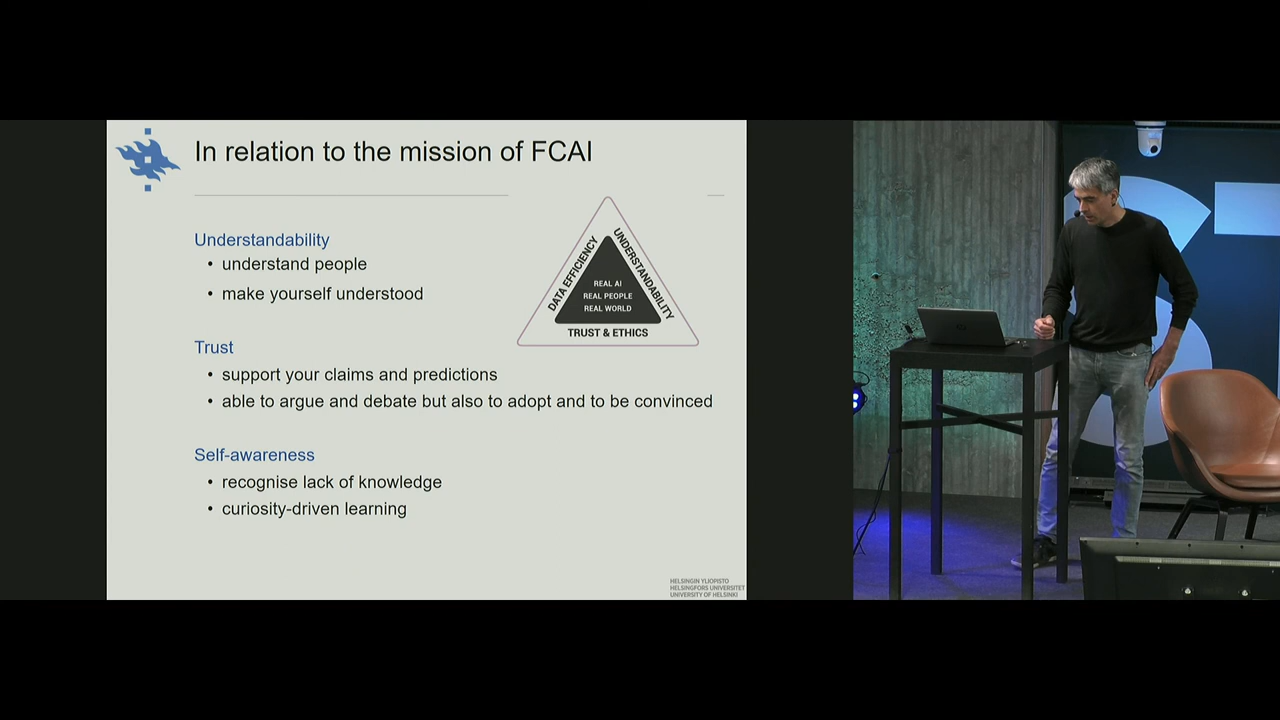 In relation to the mission of FCAI
Understandability
• understand people
• make yourself understood
DATA EFFICIENCY
UNDERSTANDABILITY
REAL AI
REAL PEOPLE
REAL WORLD
TRUST & ETHICS
Trust
• support your claims and predictions
• able to argue and debate but also to adopt and to be convinced
Self-awareness
• recognise lack of knowledge
• curiosity-driven learning
HELSINGIN YLIOPISTO
HELSINGFORS UNIVERSITET
UNIVERSITY OF HELSINKI